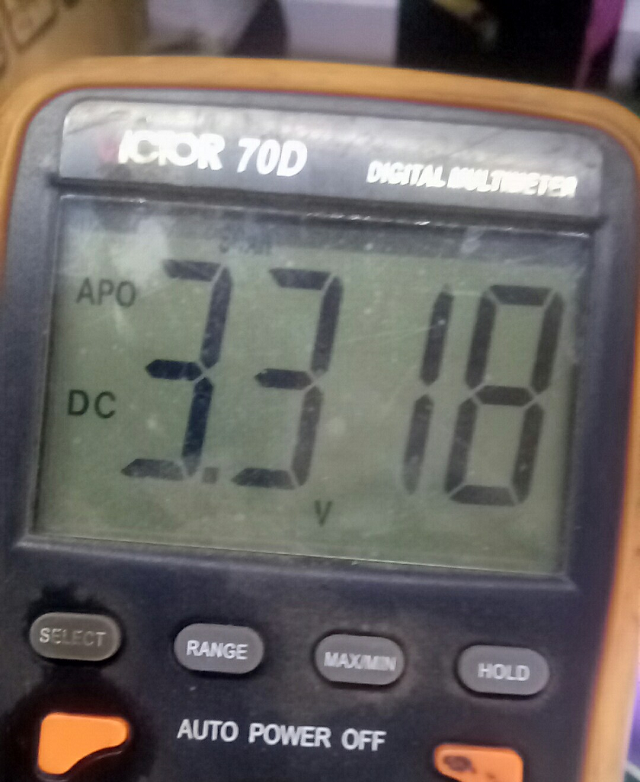 VICTOR 70D DIGITAL MULTIMETER
APO
3.318
DC
V
SELECT RANGE MAX/MIN HOLD
AUTO POWER OFF